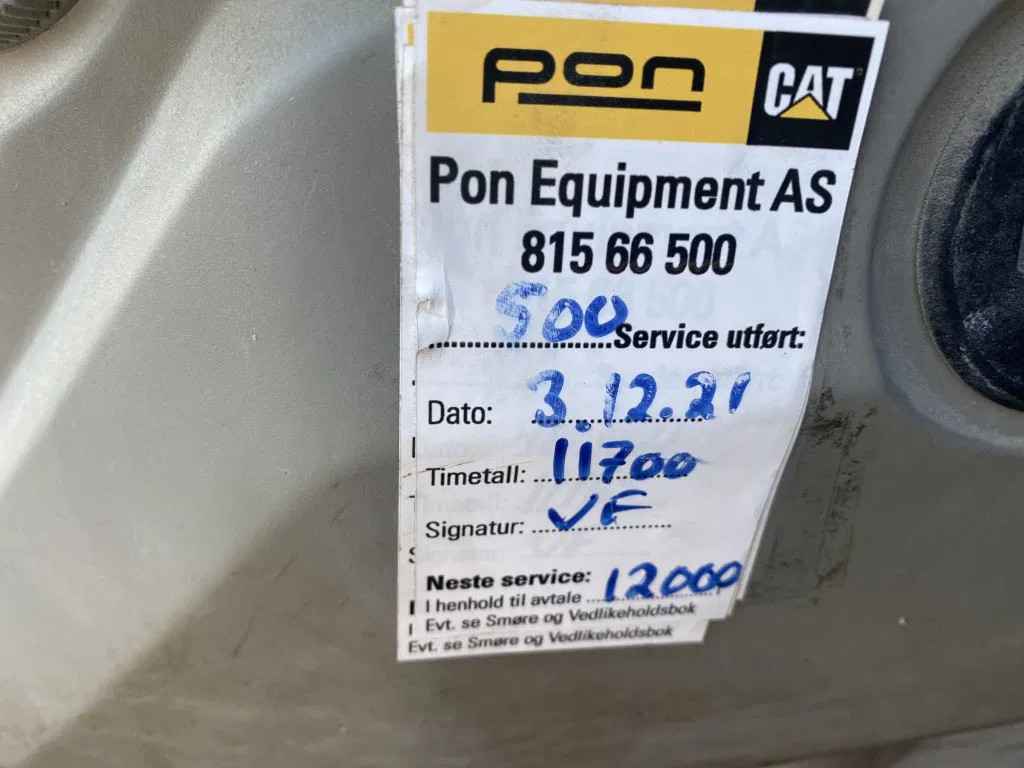 pon CAT
Pon Equipment AS
815 66 500
500 Service utført:
Dato: 3.12.21
Timetall: 11700
Signatur: VF
Neste service:
I henhold til avtale 12000
Evt. se Smøre og Vedlikeholdsbok
Evt. se Smøre og Vedlikeholdsbok